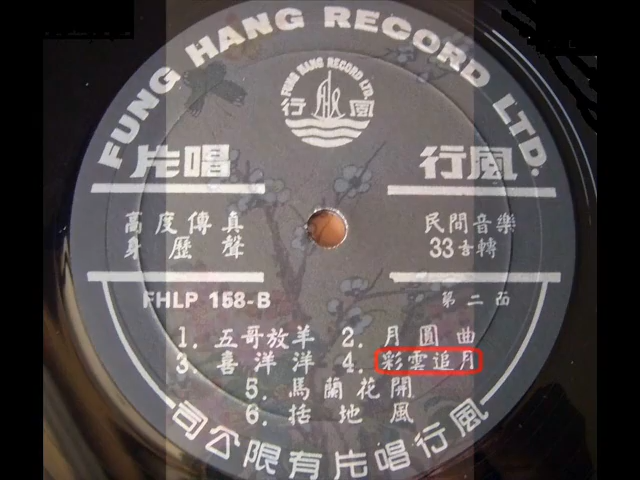 FUNG HANG RECORD LTD.
FUNG HANG RECORD LTD.
行 風
片唱 行風
高度傳真 民間音樂
身歷聲 33⅓轉
FHLP 158-B 第二面
1. 五哥放羊 2. 月圓曲
3. 喜洋洋 4. 彩雲追月
5. 馬蘭花開
6. 括地風
司公限有片唱行風